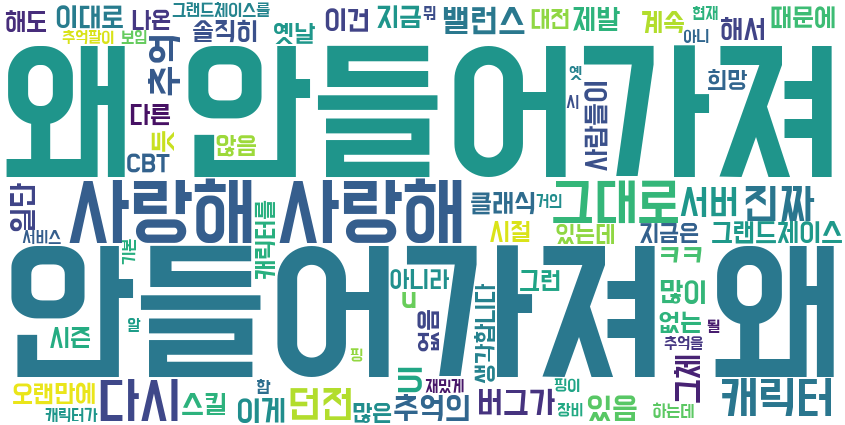 해도 이대로 나온 그랜드체이스를 이건 지금 뭐 밸런스 대전 제발 계속 현재 때문에
추억팔이 보임 솔직히 옛날 아니 해서
추억
왜 안들어가져
다른 옛 희망
뚝 시 사람들이
CBT 않음
일단 사랑해 사랑해 클래식 거의 그대로 서버 진짜
서비스 기본 캐릭터를 시절 있는데 지금은 그랜드체이스
안들어가져 왜
아니라 그런 ㅋㅋ
U 많이
시즌 알 없음 생각합니다 없는 될
핑 추억을
오랜만에 다시 스킬 함 UI 재밌게 핑이 그체 캐릭터
캐릭터가 이게 던전 많은 추억의 버그가 장비 있음 하는데